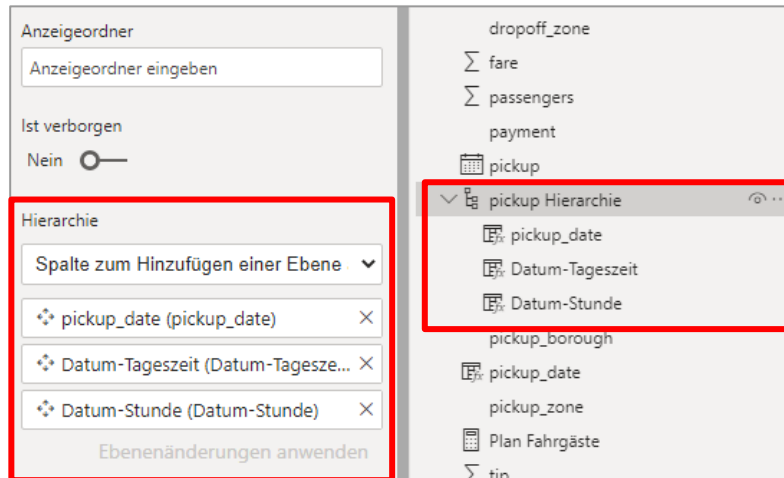 Anzeigeordner
Anzeigeordner eingeben
Ist verborgen
Nein
Hierarchie
Spalte zum Hinzufügen einer Ebene
pickup_date (pickup_date)
Datum-Tageszeit (Datum-Tagesze...
Datum-Stunde (Datum-Stunde)
Ebenenänderungen anwenden
dropoff_zone
fare
passengers
payment
pickup
pickup Hierarchie
pickup_date
Datum-Tageszeit
Datum-Stunde
pickup_borough
pickup_date
pickup_zone
Plan Fahrgäste
tip